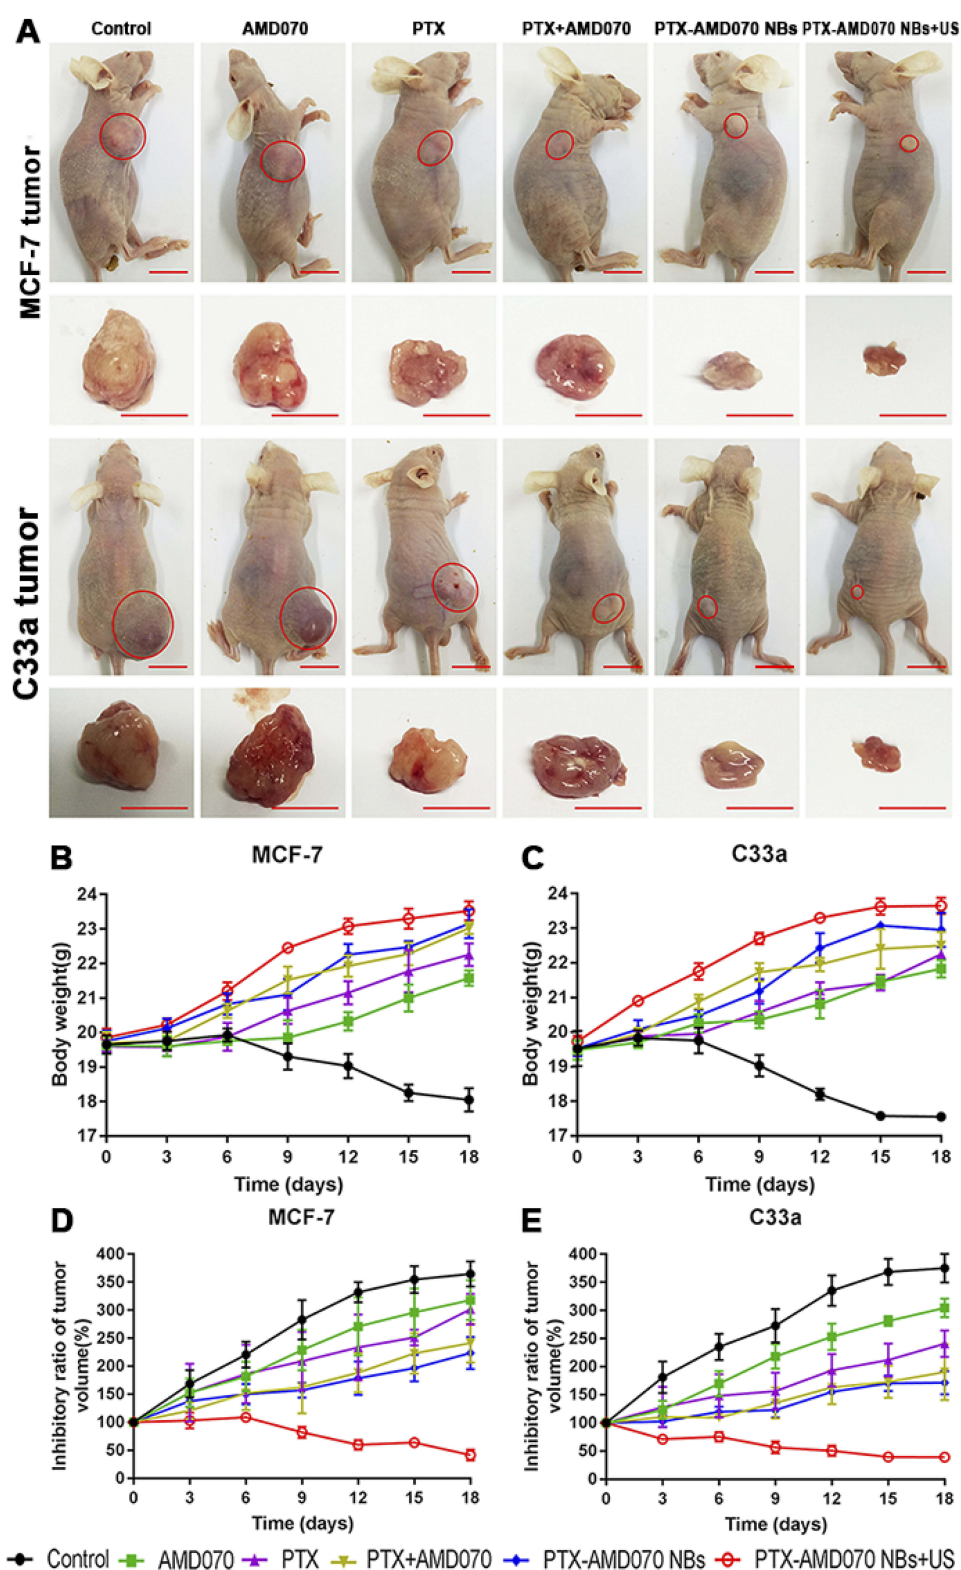 A
Control AMD070 PTX PTX+AMD070 PTX-AMD070 NBs PTX-AMD070 NBs+US
MCF-7 tumor
C33a tumor
B MCF-7
24
23
22
21
20
19
18
17
Body weight(g)
0 3 6 9 12 15 18
Time (days)
C C33a
24
23
22
21
20
19
18
17
Body weight(g)
0 3 6 9 12 15 18
Time (days)
D MCF-7
400
350
300
250
200
150
100
50
0
Inhibitory ratio of tumor
volume(%)
0 3 6 9 12 15 18
Time (days)
E C33a
400
350
300
250
200
150
100
50
0
Inhibitory ratio of tumor
volume(%)
0 3 6 9 12 15 18
Time (days)
Control AMD070 PTX PTX+AMD070 PTX-AMD070 NBs PTX-AMD070 NBs+US